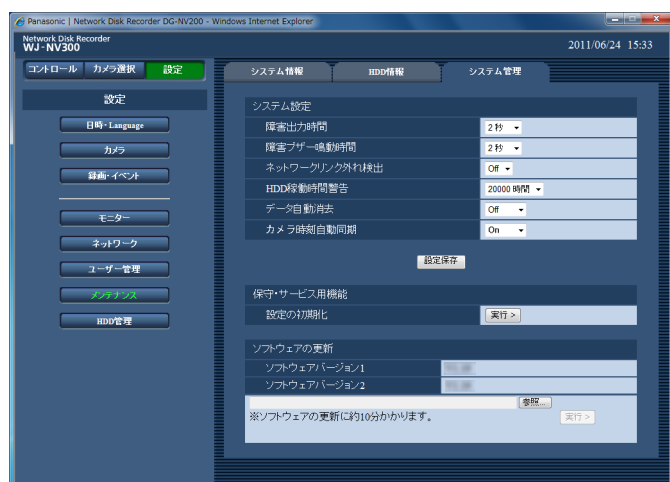 Panasonic | Network Disk Recorder DG-NV200 - Windows Internet Explorer
Network Disk Recorder
WJ-NV300
2011/06/24 15:33
コントロール カメラ選択 設定
システム情報 HDD情報 システム管理
設定
日時・Language
カメラ
録画・イベント
モニター
ネットワーク
ユーザー管理
メンテナンス
HDD管理
システム設定
障害出力時間 2 秒
障害ブザー鳴動時間 2 秒
ネットワークリンク外れ検出 Off
HDD稼働時間警告 20000 時間
データ自動消去 Off
カメラ時刻自動同期 On
設定保存
保守・サービス用機能
設定の初期化 実行 >
ソフトウェアの更新
ソフトウェアバージョン1
ソフトウェアバージョン2
参照...
※ソフトウェアの更新に約10分かかります。
実行 >